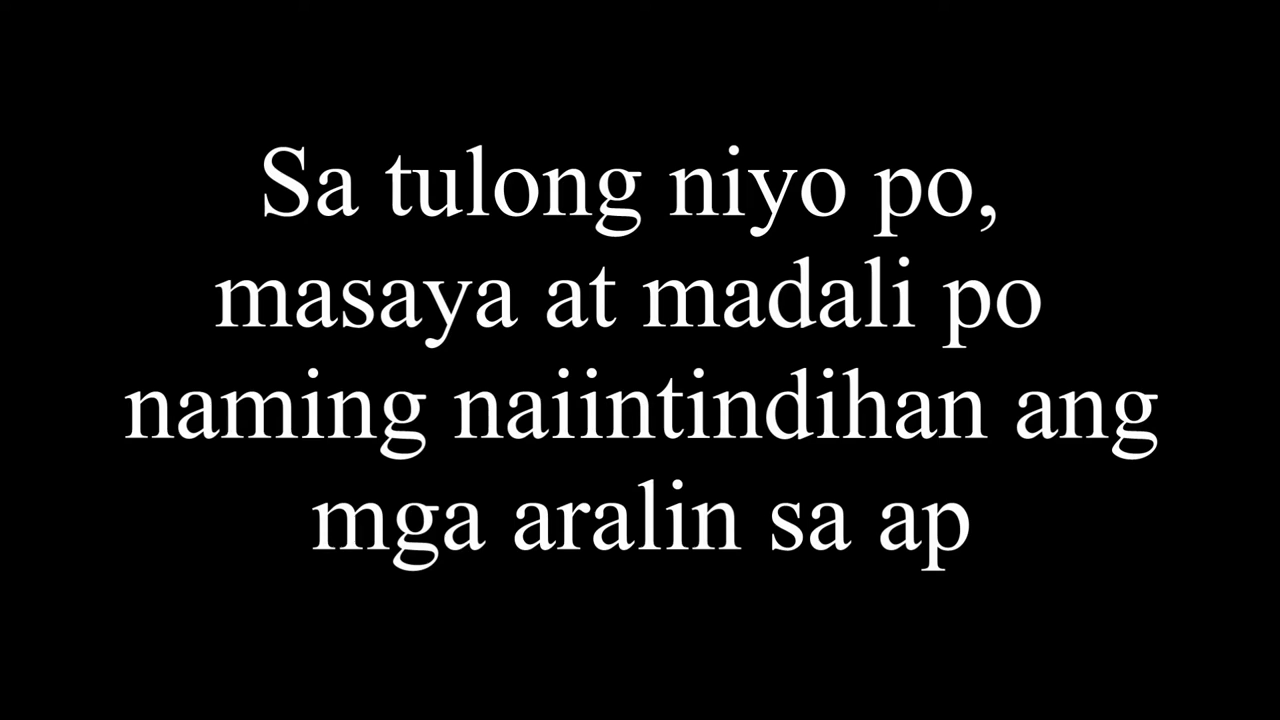 Sa tulong niyo po,
masaya at madali po
naming naiintindihan ang
mga aralin sa ap